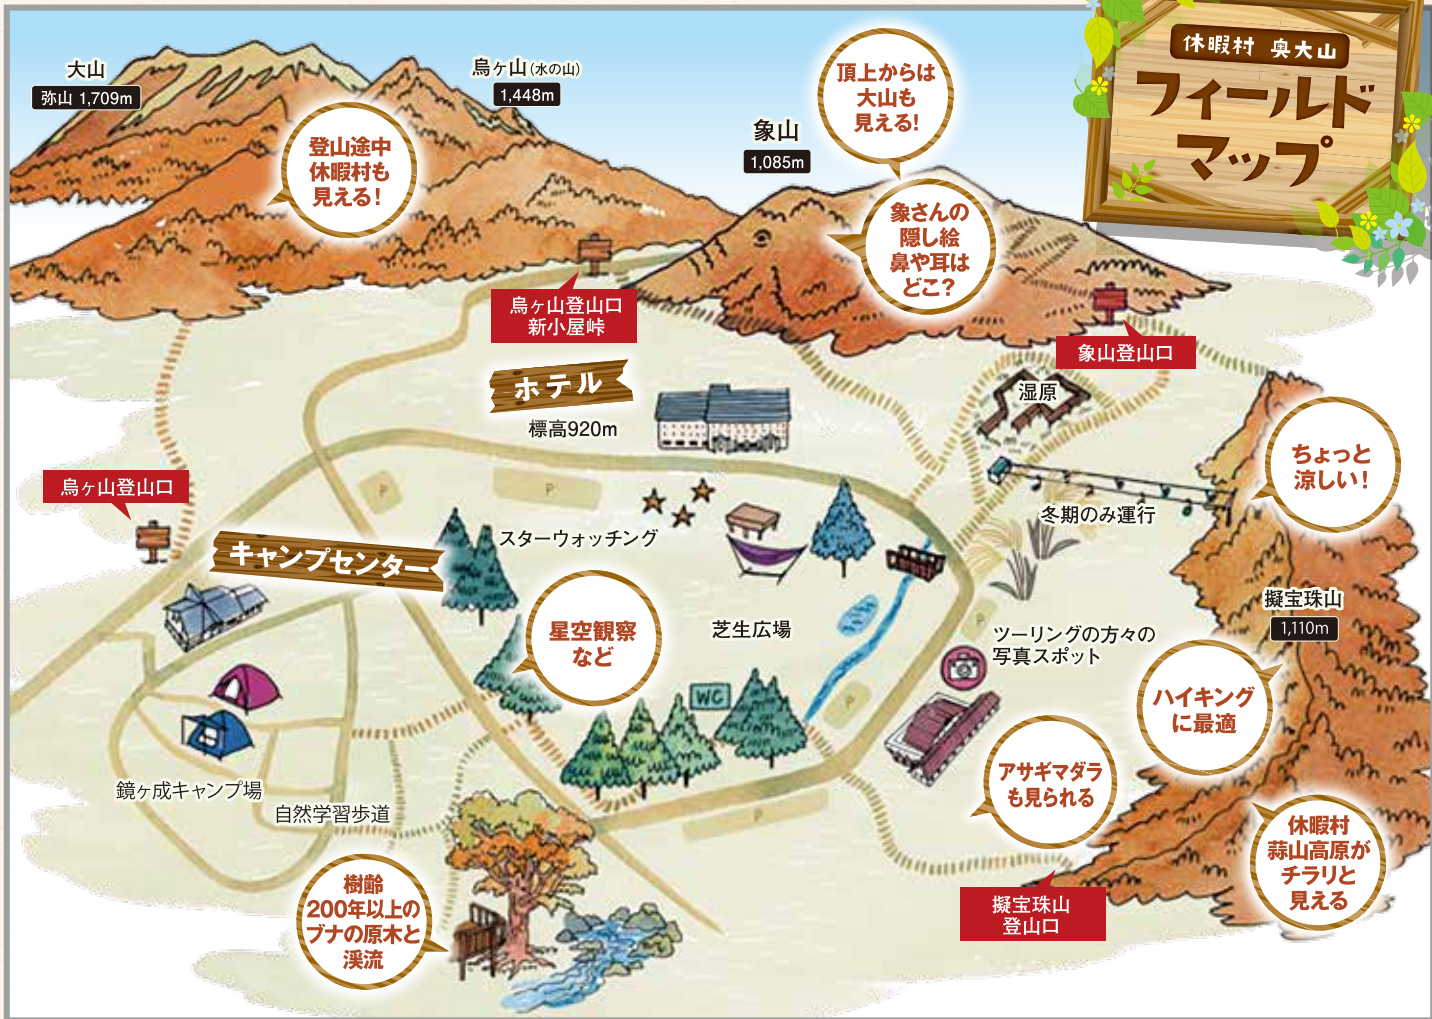 休暇村 奥大山
フィールド
マップ
大山
弥山 1,709m
烏ヶ山(水の山)
1,448m
登山途中
休暇村も
見える！
頂上からは
大山も
見える！
象山
1,085m
象さんの
隠し絵
鼻や耳は
どこ？
烏ヶ山登山口
新小屋峠
象山登山口
ホテル
標高920m
湿原
ちょっと
涼しい！
烏ヶ山登山口
P
P
スターウォッチング
冬期のみ運行
キャンプセンター
擬宝珠山
1,110m
星空観察
など
芝生広場
P
ツーリングの方々の
写真スポット
WC
P
ハイキング
に最適
鏡ヶ成キャンプ場
自然学習歩道
アサギマダラ
も見られる
P
休暇村
蒜山高原が
チラリと
見える
樹齢
200年以上の
ブナの原木と
渓流
擬宝珠山
登山口